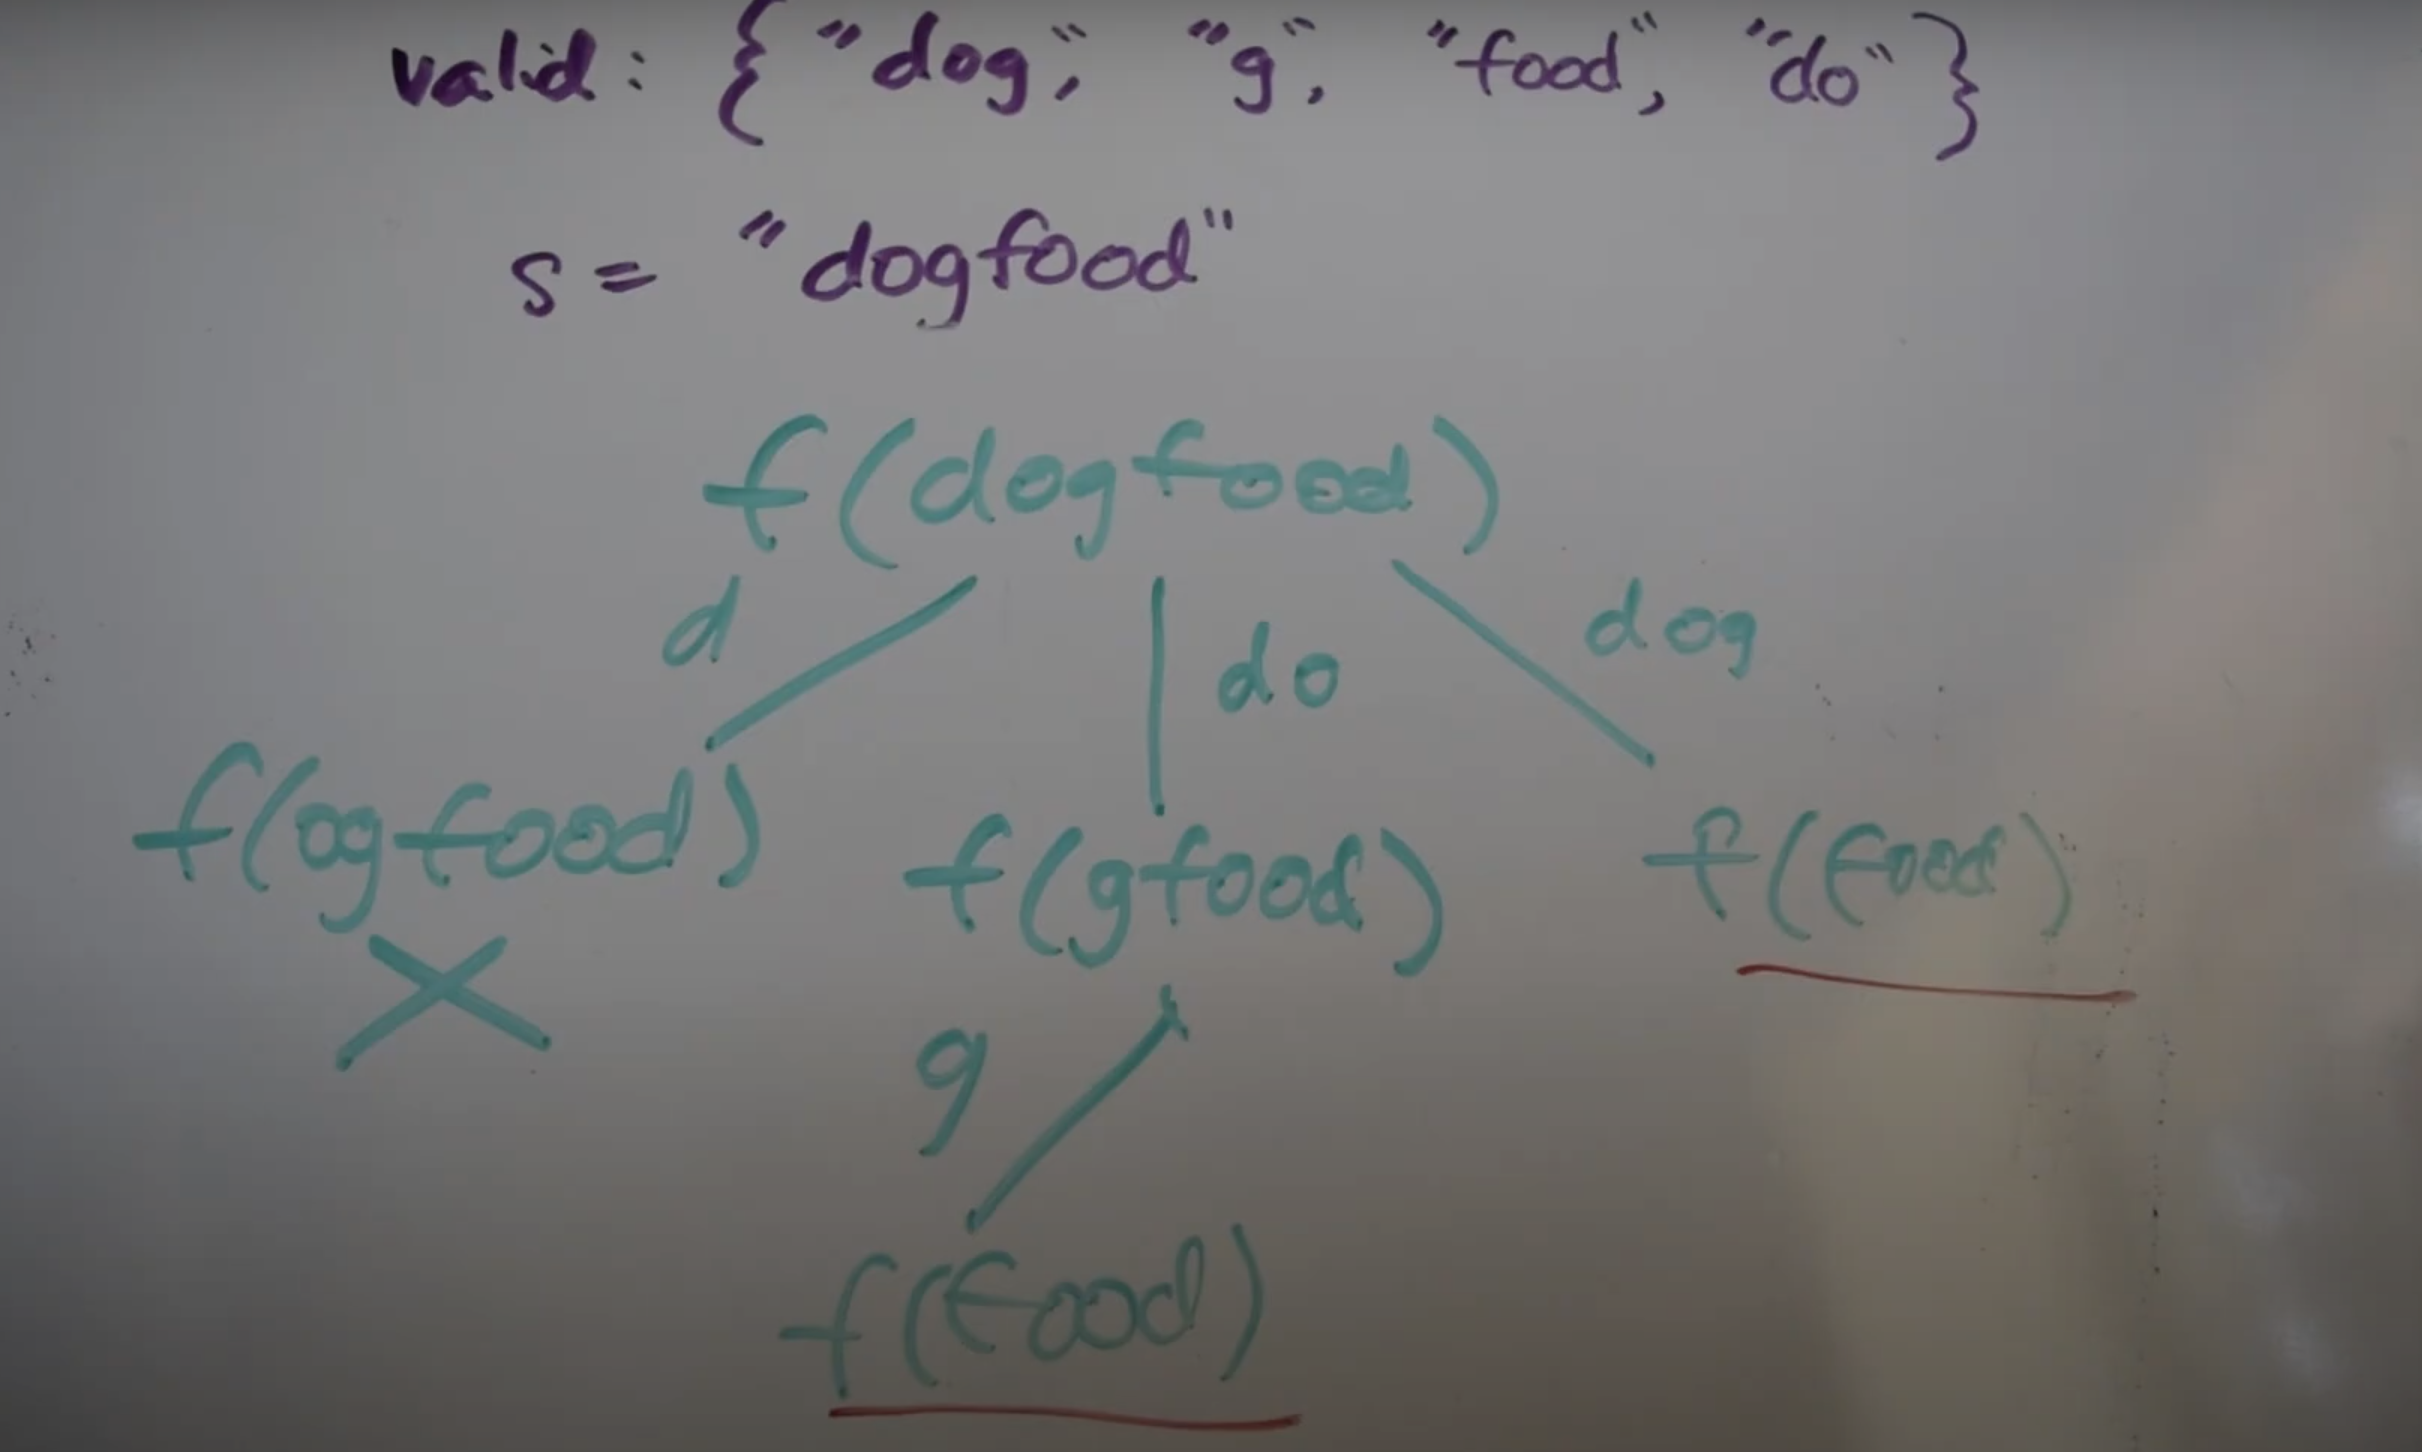 valid: { "dog", "g", "food", "do" }
s = "dogfood"
f(dogfood)
d do dog
f(ogfood) f(gfood) f(food)
g
f(food)